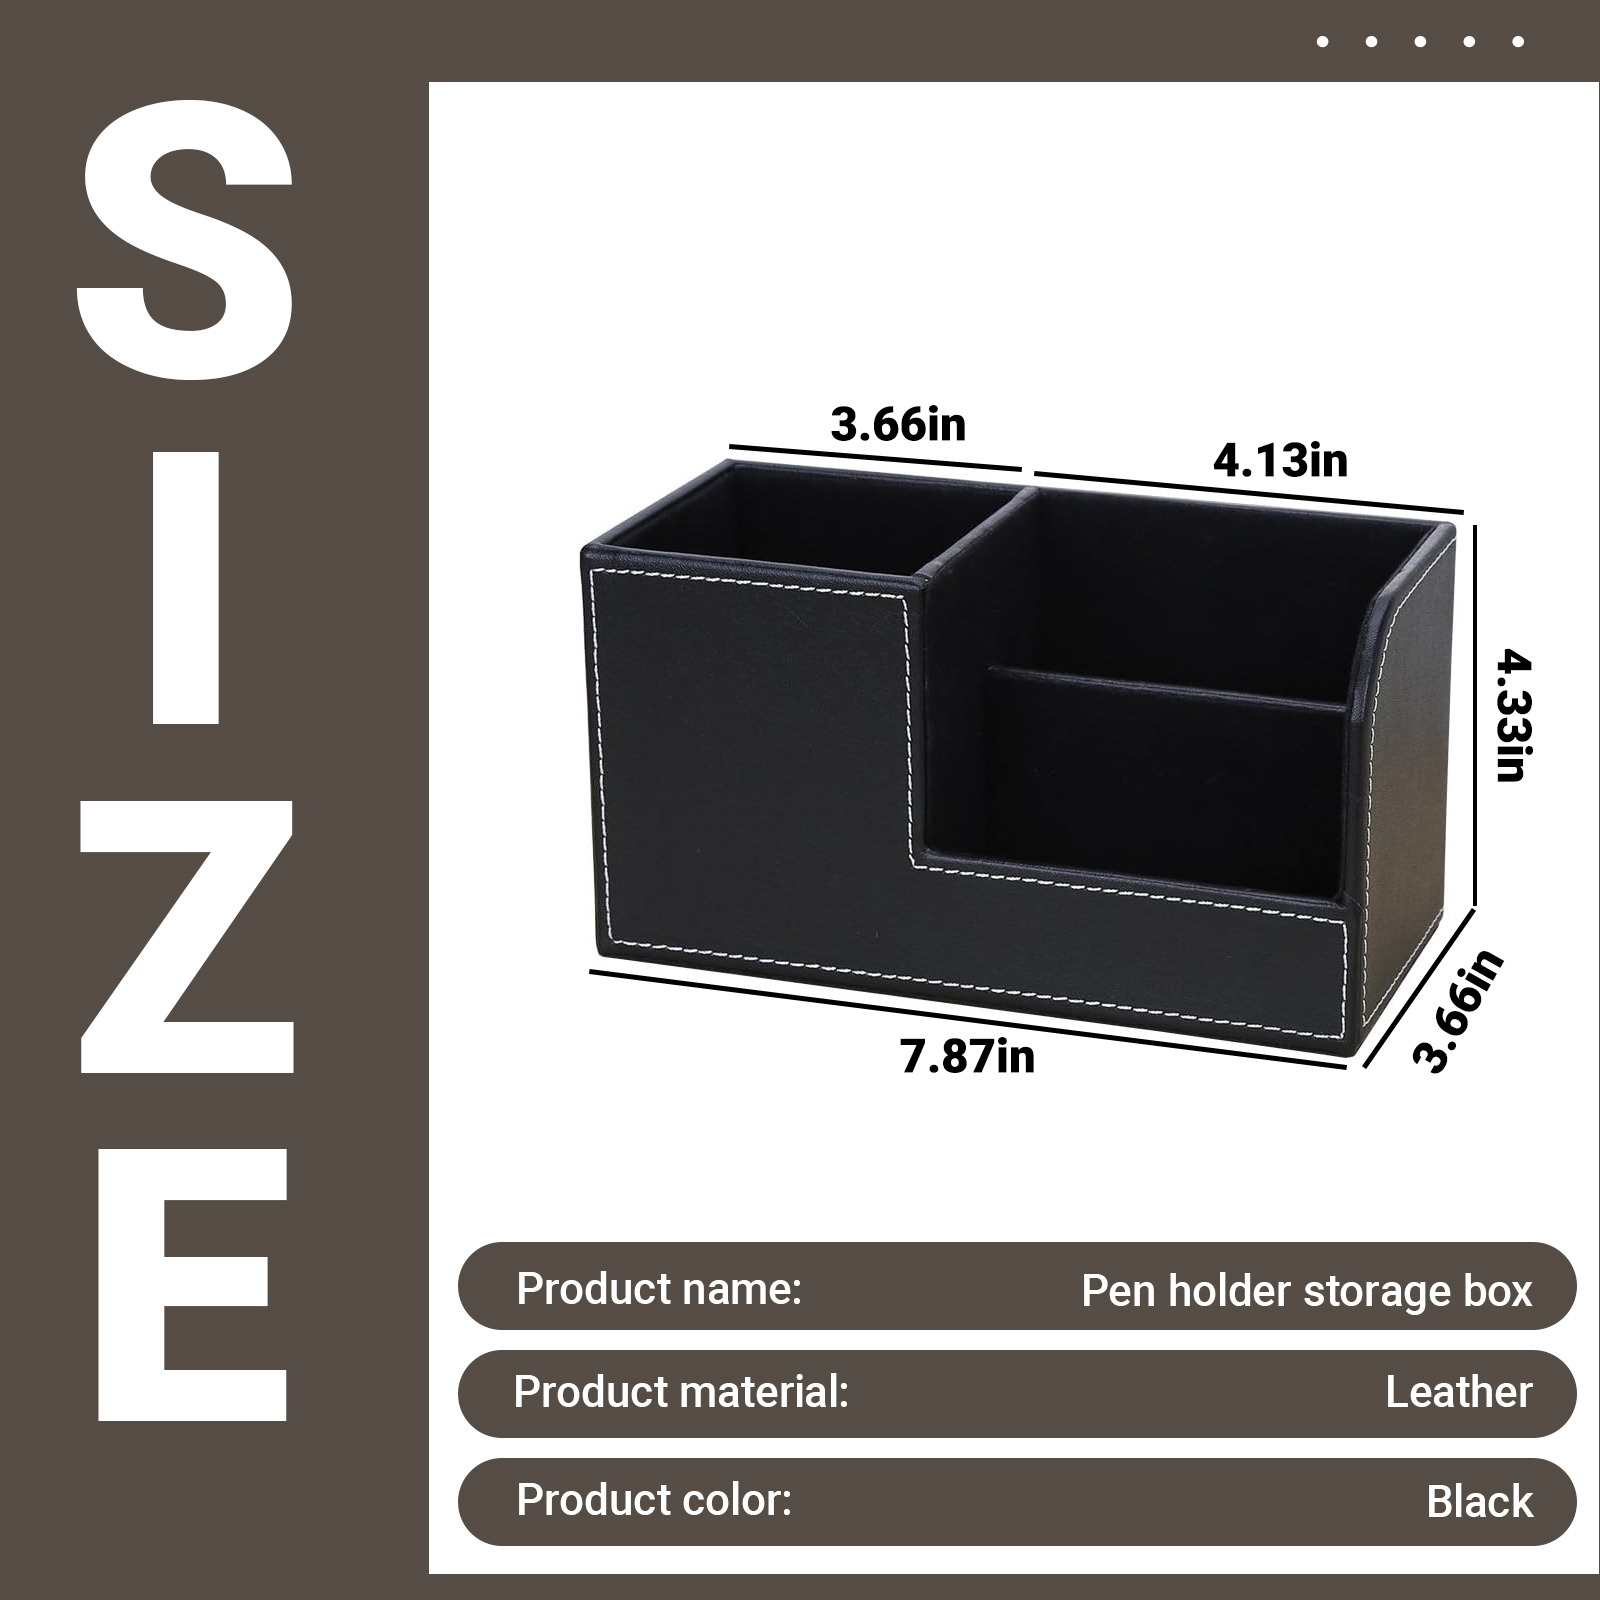 SIZE
3.66in
4.13in
4.33in
3.66in
7.87in
Product name: Pen holder storage box
Product material: Leather
Product color: Black